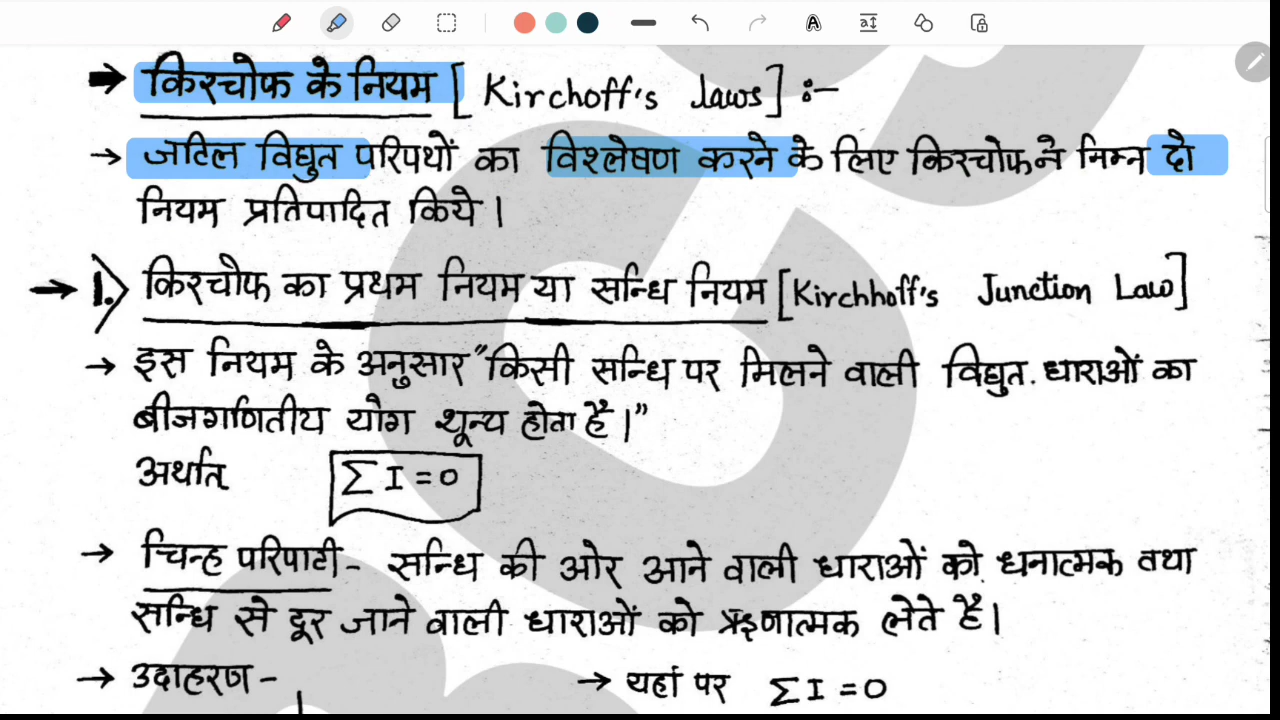 → किरचोफ के नियम [ Kirchoff's Laws ] :-
→ जटिल विद्युत परिपथों का विश्लेषण करने के लिए किरचोफ ने निम्न दो
नियम प्रतिपादित किये।
→ 1.> किरचोफ का प्रथम नियम या सन्धि नियम [Kirchhoff's Junction Law]
→ इस नियम के अनुसार "किसी सन्धि पर मिलने वाली विद्युत. धाराओं का
बीजगणितीय योग शून्य होता है।"
अर्थात् ∑ I = 0
→ चिन्ह परिपाटी - सन्धि की ओर आने वाली धाराओं को धनात्मक तथा
सन्धि से दूर जाने वाली धाराओं को ऋणात्मक लेते है।
→ उदाहरण - → यहां पर ∑ I = 0